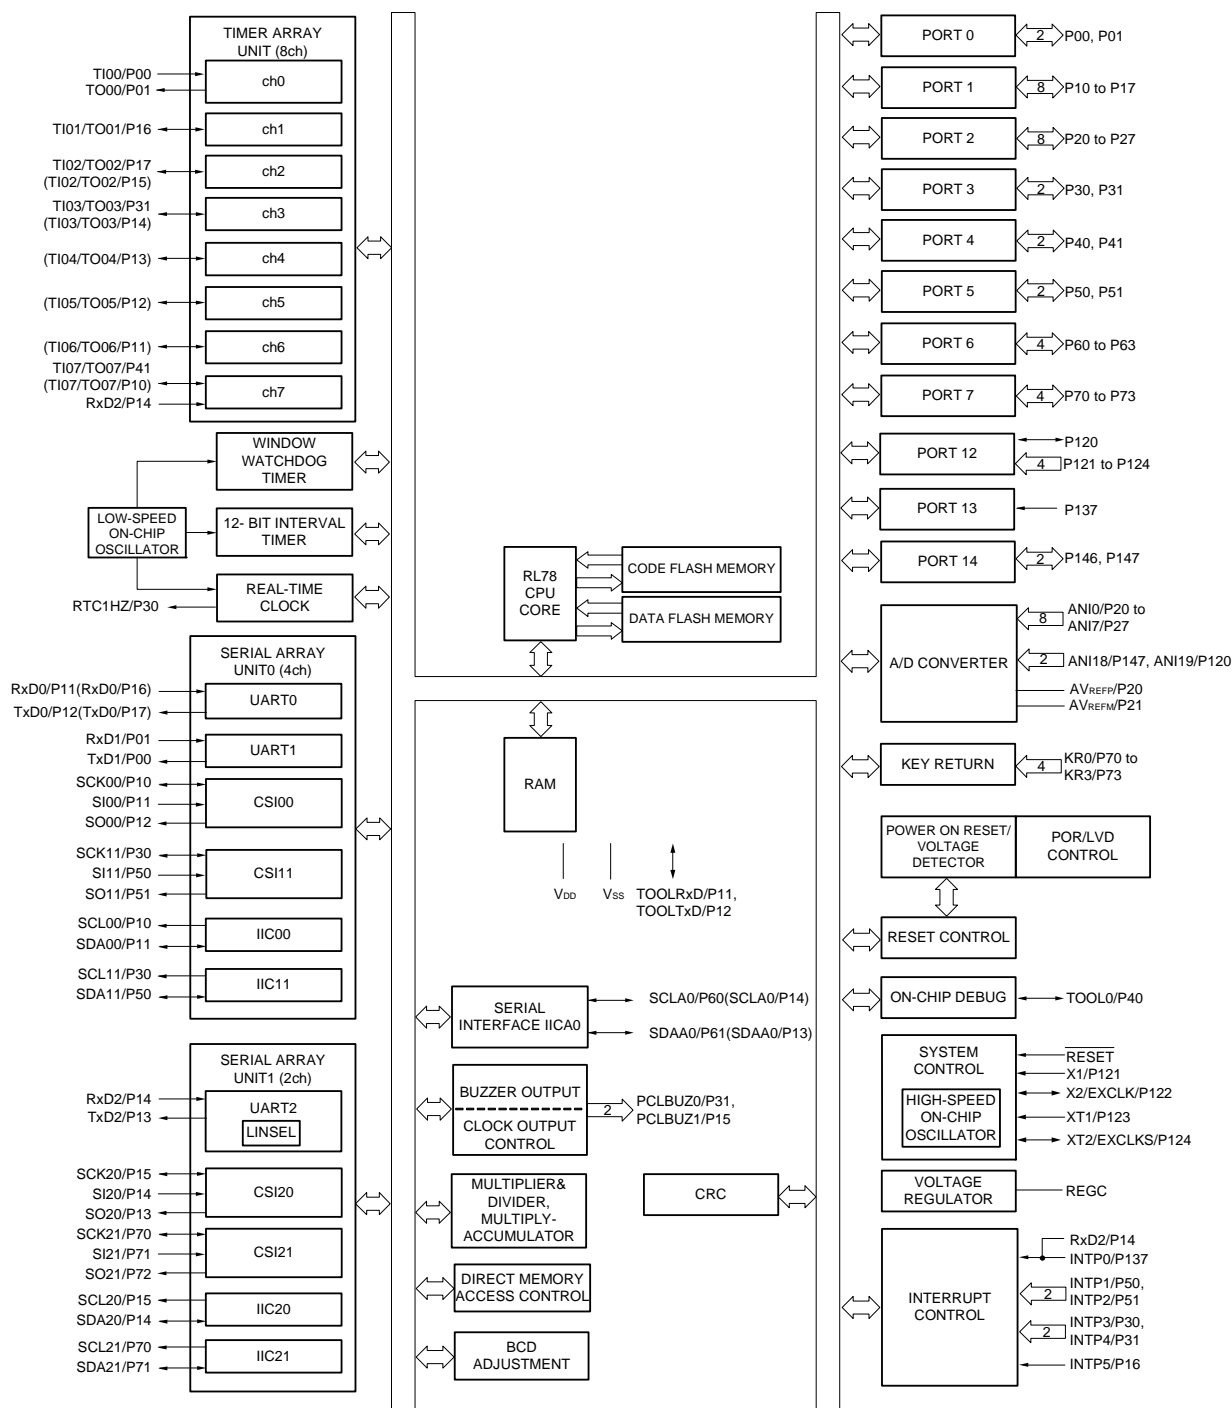 TIMER ARRAY
UNIT (8ch)
TI00/P00
TO00/P01
ch0
TI01/TO01/P16
ch1
TI02/TO02/P17
(TI02/TO02/P15)
ch2
TI03/TO03/P31
(TI03/TO03/P14)
ch3
(TI04/TO04/P13)
ch4
(TI05/TO05/P12)
ch5
(TI06/TO06/P11)
ch6
TI07/TO07/P41
(TI07/TO07/P10)
RxD2/P14
ch7
WINDOW
WATCHDOG
TIMER
LOW-SPEED
ON-CHIP
OSCILLATOR
12- BIT INTERVAL
TIMER
REAL-TIME
CLOCK
RTC1HZ/P30
SERIAL ARRAY
UNIT0 (4ch)
RxD0/P11(RxD0/P16)
TxD0/P12(TxD0/P17)
UART0
RxD1/P01
TxD1/P00
UART1
SCK00/P10
SI00/P11
SO00/P12
CSI00
SCK11/P30
SI11/P50
SO11/P51
CSI11
SCL00/P10
SDA00/P11
IIC00
SCL11/P30
SDA11/P50
IIC11
SERIAL ARRAY
UNIT1 (2ch)
RxD2/P14
TxD2/P13
UART2
LINSEL
SCK20/P15
SI20/P14
SO20/P13
CSI20
SCK21/P70
SI21/P71
SO21/P72
CSI21
SCL20/P15
SDA20/P14
IIC20
SCL21/P70
SDA21/P71
IIC21
RL78
CPU
CORE
CODE FLASH MEMORY
DATA FLASH MEMORY
RAM
VDD
VSS
TOOLRxD/P11,
TOOLTxD/P12
SERIAL
INTERFACE IICA0
SCLA0/P60(SCLA0/P14)
SDAA0/P61(SDAA0/P13)
BUZZER OUTPUT
CLOCK OUTPUT
CONTROL
2
PCLBUZ0/P31,
PCLBUZ1/P15
MULTIPLIER&
DIVIDER,
MULTIPLY-
ACCUMULATOR
CRC
DIRECT MEMORY
ACCESS CONTROL
BCD
ADJUSTMENT
PORT 0
2
P00, P01
PORT 1
8
P10 to P17
PORT 2
8
P20 to P27
PORT 3
2
P30, P31
PORT 4
2
P40, P41
PORT 5
2
P50, P51
PORT 6
4
P60 to P63
PORT 7
4
P70 to P73
PORT 12
P120
4
P121 to P124
PORT 13
P137
PORT 14
2
P146, P147
A/D CONVERTER
8
ANI0/P20 to
ANI7/P27
2
ANI18/P147, ANI19/P120
AVREFP/P20
AVREFM/P21
KEY RETURN
4
KR0/P70 to
KR3/P73
POWER ON RESET/
VOLTAGE
DETECTOR
POR/LVD
CONTROL
RESET CONTROL
ON-CHIP DEBUG
TOOL0/P40
SYSTEM
CONTROL
HIGH-SPEED
ON-CHIP
OSCILLATOR
RESET
X1/P121
X2/EXCLK/P122
XT1/P123
XT2/EXCLKS/P124
VOLTAGE
REGULATOR
REGC
INTERRUPT
CONTROL
RxD2/P14
INTP0/P137
2
INTP1/P50,
INTP2/P51
2
INTP3/P30,
INTP4/P31
INTP5/P16